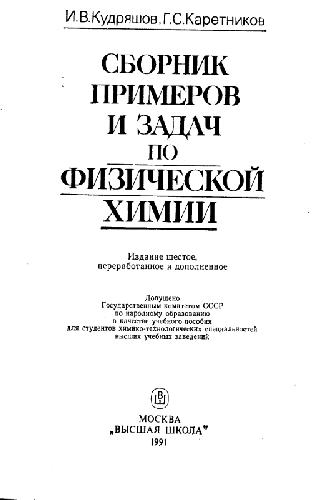 И.В.Кудряшов, Г.С.Каретников
СБОРНИК
ПРИМЕРОВ
И ЗАДАЧ
ПО
ФИЗИЧЕСКОЙ
ХИМИИ
Издание шестое,
переработанное и дополненное
Допущено
Государственным комитетом СССР
по народному образованию
в качестве учебного пособия
для студентов химико-технологических специальностей
высших учебных заведений
МОСКВА
„ВЫСШАЯ ШКОЛА"
1991